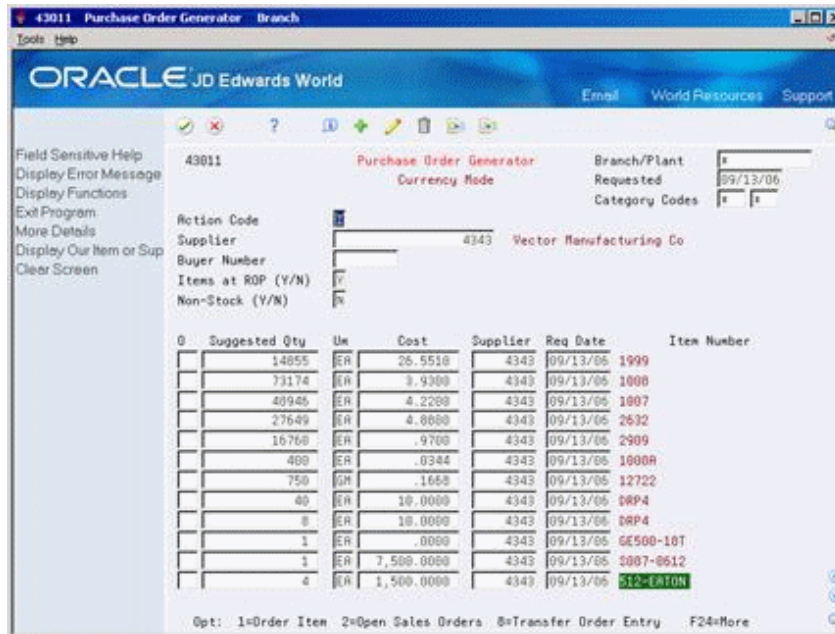 43011 Purchase Order Generator Branch
Tools Help
ORACLE JD Edwards World
Email World Resources Support
Field Sensitive Help
Display Error Message
Display Functions
Exit Program
More Details
Display Our Item or Sup
Clear Screen
43011 Purchase Order Generator Branch/Plant *
Currency Mode Requested 09/13/06
Category Codes * *
Action Code
Supplier 4343 Vector Manufacturing Co
Buyer Number
Items at ROP (Y/N) Y
Non-Stock (Y/N) N
O Suggested Qty Um Cost Supplier Req Date Item Number
14855 EA 26.5510 4343 09/13/06 1999
73174 EA 3.9300 4343 09/13/06 1008
EA 4.2200 4343 09/13/06 1007
27649 EA 4343 09/13/06 2632
16760 EA .9700 4343 09/13/06 2909
400 EA .0344 4343 09/13/06 1000A
750 GM .1668 4343 09/13/06 12722
40 EA 10.0000 4343 09/13/06 DRP4
8 EA 10.0000 4343 09/13/06 DRP4
1 EA .0000 4343 09/13/06 GE500-18T
1 EA 7,500.0000 4343 09/13/06
4 EA 1,500.0000 4343 09/13/06 512-EATON
Opt: 1=Order Item 2=Open Sales Orders 8=Transfer Order Entry F24=More